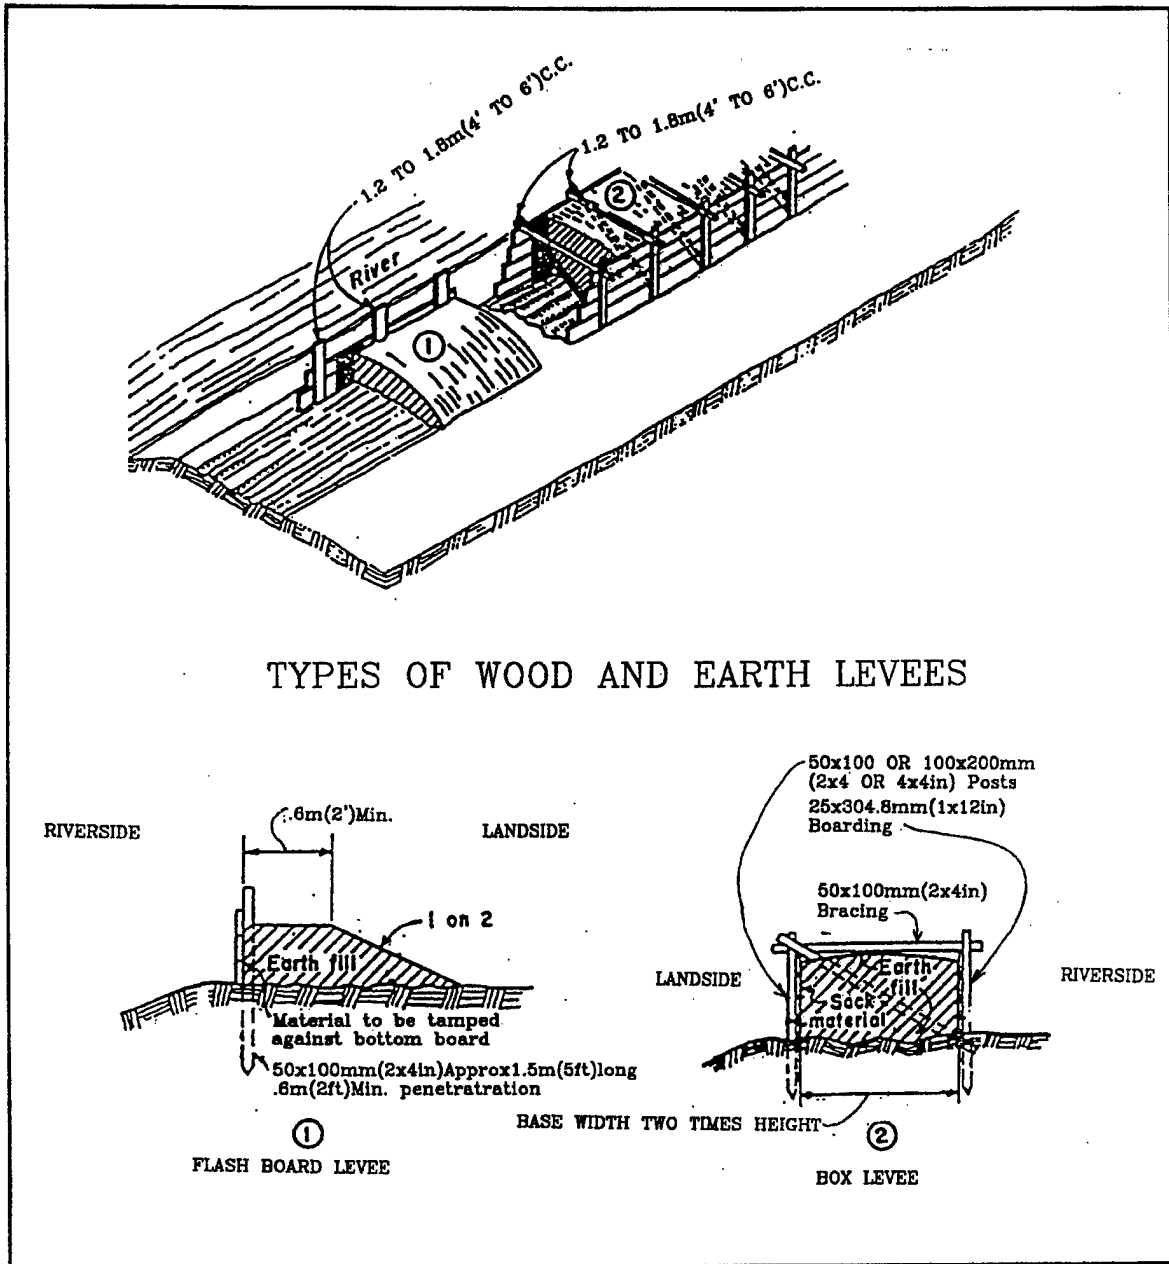 1.2 TO 1.8m(4' TO 6')C.C.
1.2 TO 1.8m(4' TO 6')C.C.
River
1
2
TYPES OF WOOD AND EARTH LEVEES
RIVERSIDE
.6m(2')Min.
LANDSIDE
1 on 2
Earth fill
Material to be tamped
against bottom board
50x100mm(2x4in)Approx1.5m(5ft)long
.6m(2ft)Min. penetratration
1
FLASH BOARD LEVEE
50x100 OR 100x200mm
(2x4 OR 4x4in) Posts
25x304.8mm(1x12in)
Boarding
50x100mm(2x4in)
Bracing
LANDSIDE
Earth
fill
Sack
material
RIVERSIDE
BASE WIDTH TWO TIMES HEIGHT
2
BOX LEVEE